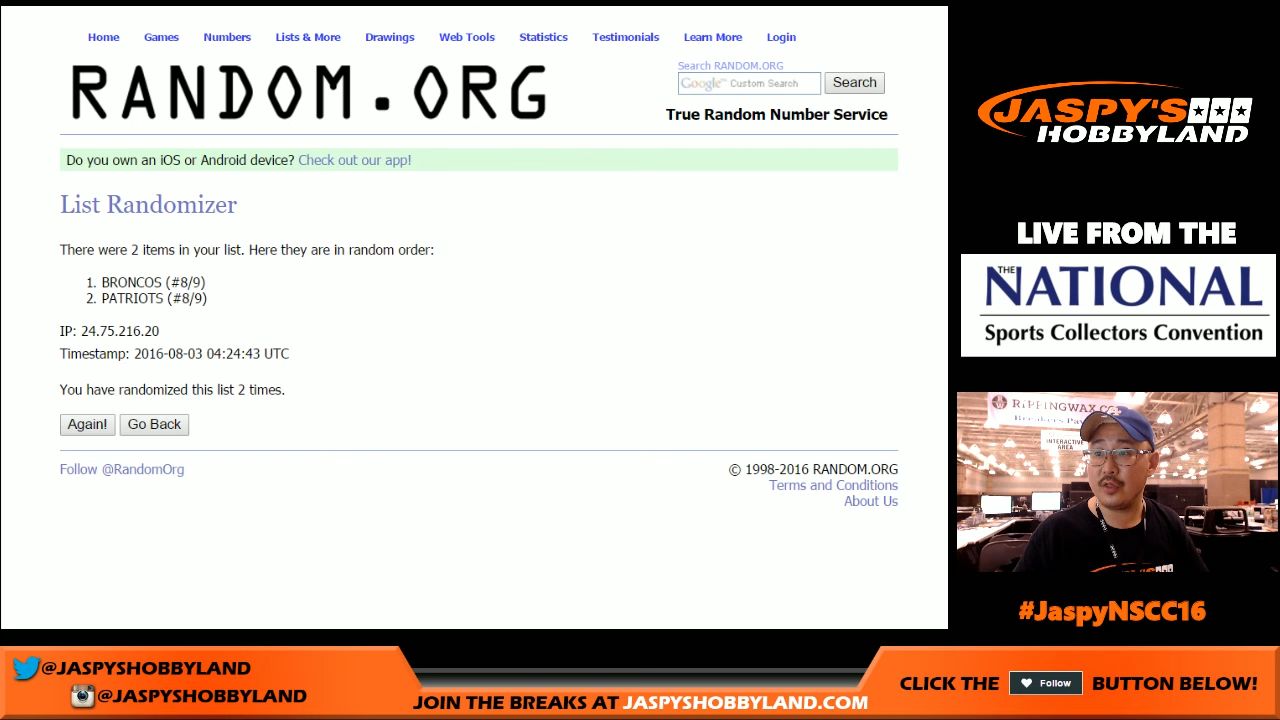 Home Games Numbers Lists & More Drawings Web Tools Statistics Testimonials Learn More Login
RANDOM.ORG
Search RANDOM.ORG
Google™ Custom Search Search
True Random Number Service
Do you own an iOS or Android device? Check out our app!
List Randomizer
There were 2 items in your list. Here they are in random order:
1. BRONCOS (#8/9)
2. PATRIOTS (#8/9)
IP: 24.75.216.20
Timestamp: 2016-08-03 04:24:43 UTC
You have randomized this list 2 times.
Again! Go Back
Follow @RandomOrg
© 1998-2016 RANDOM.ORG
Terms and Conditions
About Us
JASPY'S
HOBBYLAND
LIVE FROM THE
THE NATIONAL
Sports Collectors Convention
RIPPINGWAX.CO
Breakers
INTERACTIVE
AREA
#JaspyNSCC16
@JASPYSHOBBYLAND
@JASPYSHOBBYLAND
JOIN THE BREAKS AT JASPYSHOBBYLAND.COM
CLICK THE Follow BUTTON BELOW!